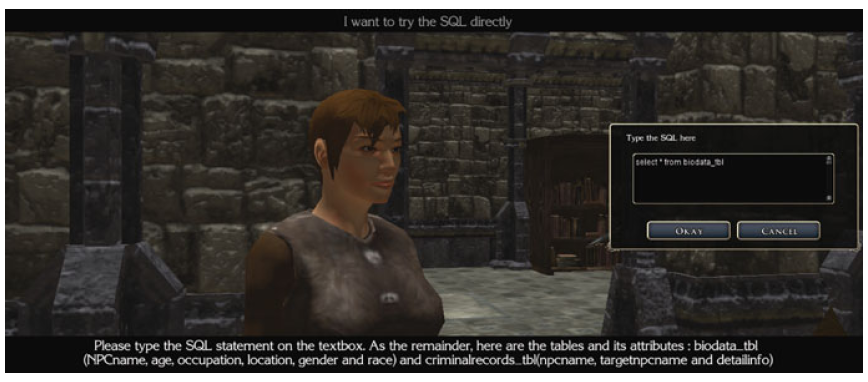 I want to try the SQL directly
Type the SQL here
select * from biodata_tbl
OKAY
CANCEL
Please type the SQL statement on the textbox. As the remainder, here are the tables and its attributes : biodata_tbl
(NPCname, age, occupation, location, gender and race) and criminalrecords_tbl(npcname, targetnpcname and detailinfo)